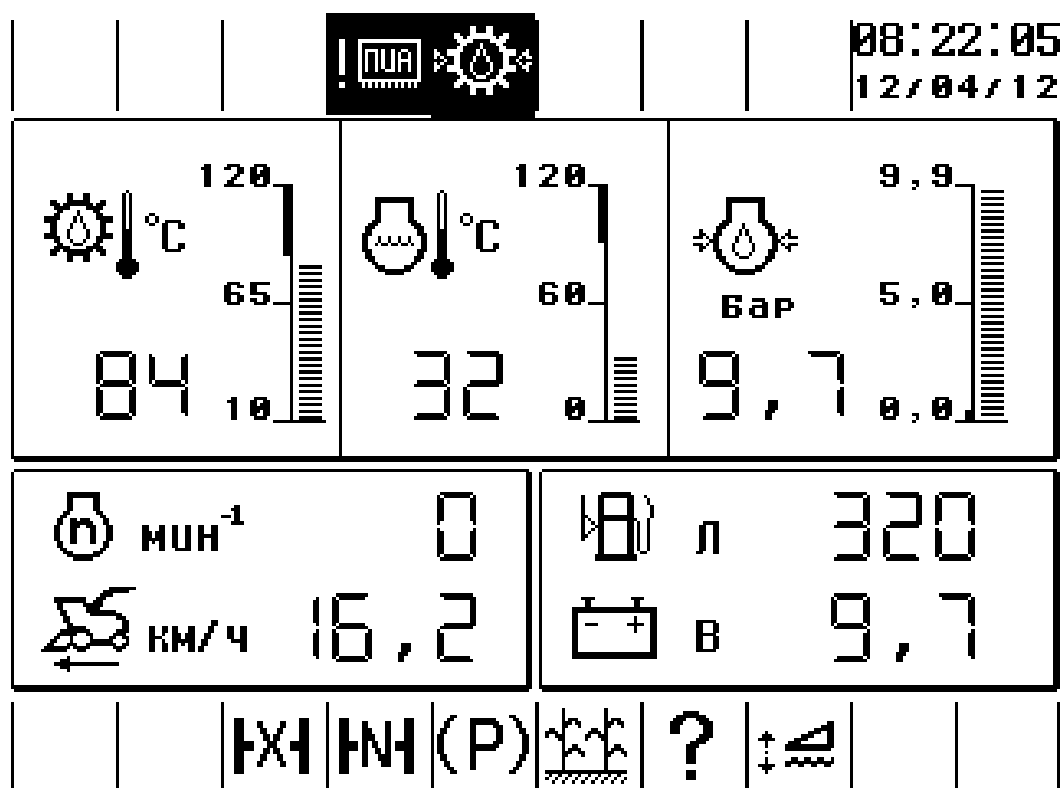 ! ПИА
08:22:05
12/04/12
°C
120
65
10
84
°C
120
60
0
32
Бар
9,9
5,0
0,0
9,7
n мин⁻¹ 0
л 320
км/ч 16,2
- + В 9,7
X N (P) ?